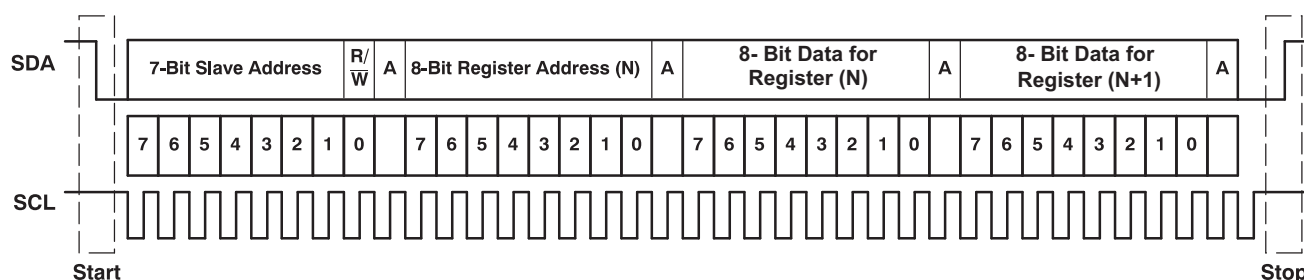 SDA
7-Bit Slave Address
R/
W
A
8-Bit Register Address (N)
A
8- Bit Data for
Register (N)
A
8- Bit Data for
Register (N+1)
A
7 6 5 4 3 2 1 0 7 6 5 4 3 2 1 0 7 6 5 4 3 2 1 0 7 6 5 4 3 2 1 0
SCL
Start
Stop